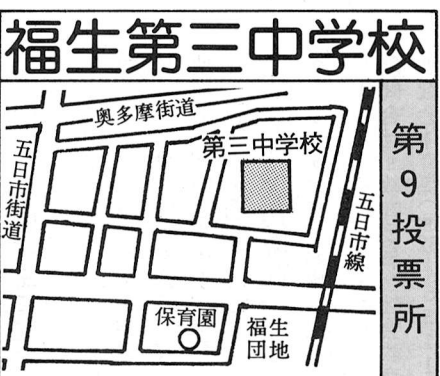 福生第三中学校
第9投票所
奥多摩街道
第三中学校
五日市街道
五日市線
保育園
福生
団地